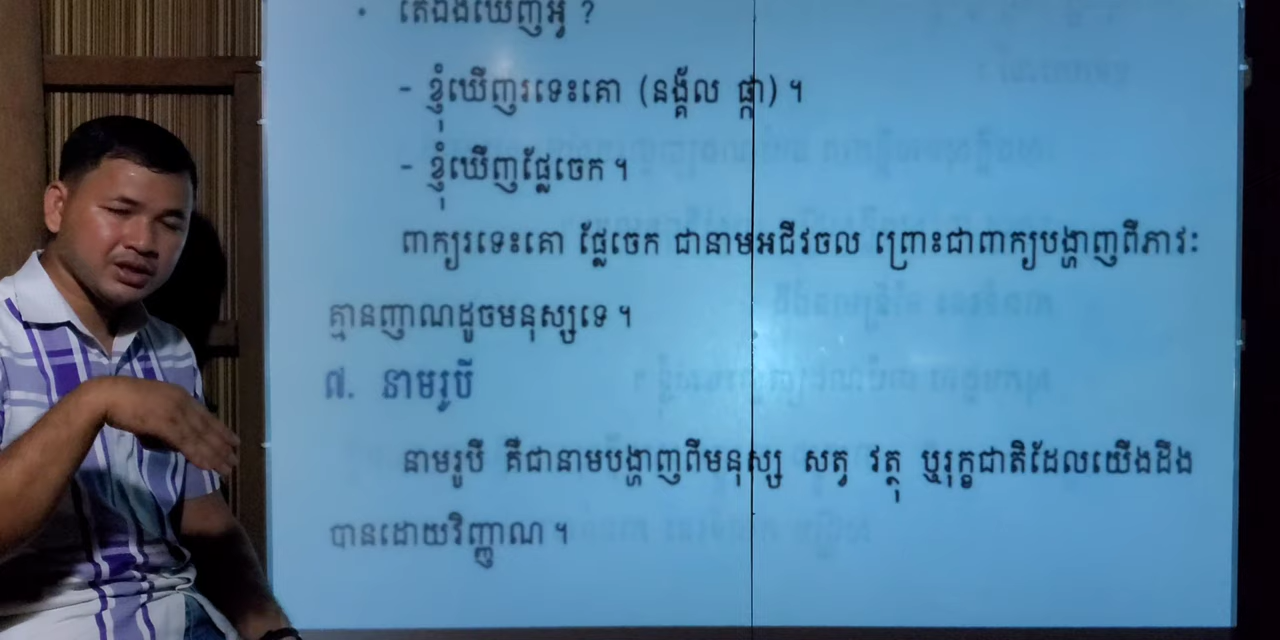 • តើឯងឃើញអ្វី ?
- ខ្ញុំឃើញរទេះគោ (នង្គ័ល ផ្កា) ។
- ខ្ញុំឃើញផ្លែចេក ។
ពាក្យរទេះគោ ផ្លែចេក ជានាមអជីវចល ព្រោះជាពាក្យបង្ហាញពីភាវៈ
គ្មានញាណដូចមនុស្សទេ ។
៧. នាមរូបី
នាមរូបី គឺជានាមបង្ហាញពីមនុស្ស សត្វ វត្ថុ ឬរុក្ខជាតិដែលយើងដឹង
បានដោយវិញ្ញាណ ។